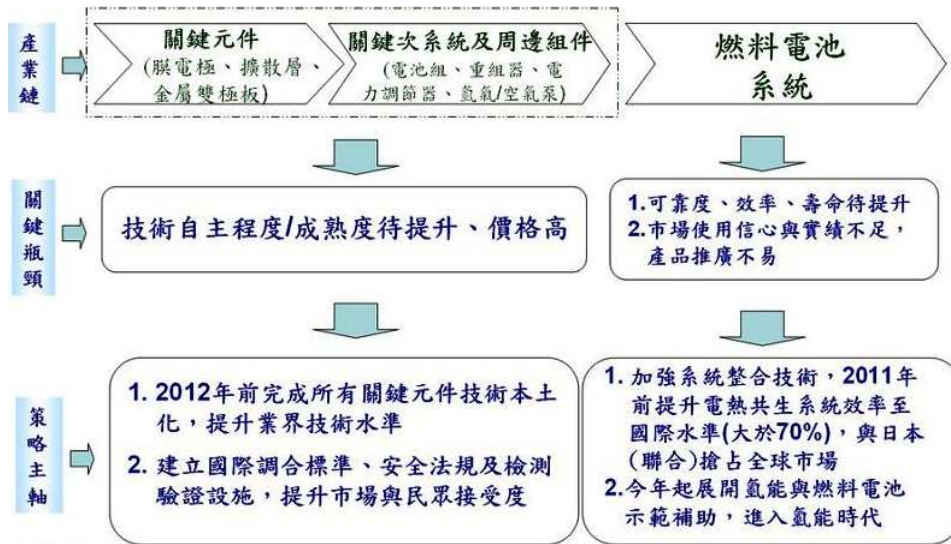 產業鏈
關鍵元件
(膜電極、擴散層、
金屬雙極板)
關鍵次系統及周邊組件
(電池組、重組器、電
力調節器、氫氣/空氣泵)
燃料電池
系統
關鍵瓶頸
技術自主程度/成熟度待提升、價格高
1.可靠度、效率、壽命待提升
2.市場使用信心與實績不足，
產品推廣不易
策略主軸
1. 2012年前完成所有關鍵元件技術本土
化，提升業界技術水準
2. 建立國際調合標準、安全法規及檢測
驗證設施，提升市場與民眾接受度
1. 加強系統整合技術，2011年
前提升電熱共生系統效率至
國際水準(大於70%)，與日本
(聯合)搶占全球市場
2.今年起展開氫能與燃料電池
示範補助，進入氫能時代